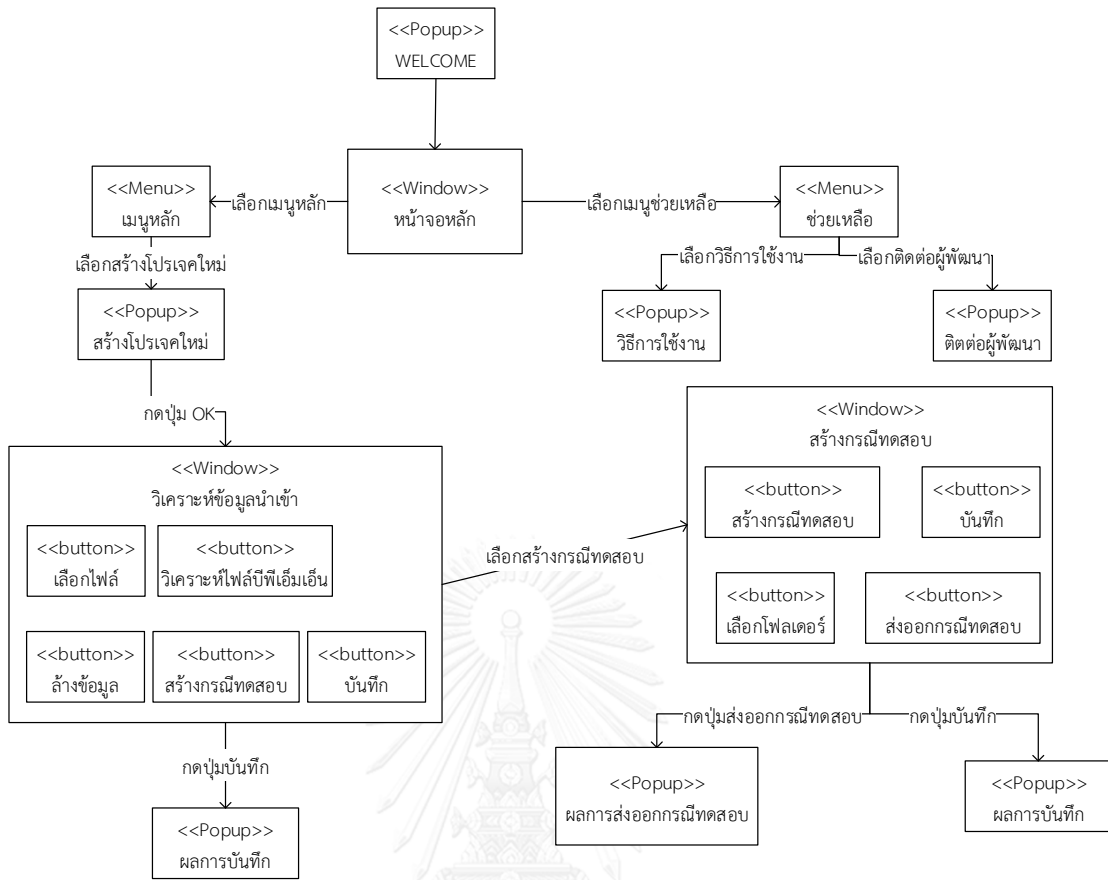 <<Popup>>
WELCOME
<<Window>>
หน้าจอหลัก
เลือกเมนูหลัก
<<Menu>>
เมนูหลัก
เลือกเมนูช่วยเหลือ
<<Menu>>
ช่วยเหลือ
เลือกสร้างโปรเจคใหม่
<<Popup>>
สร้างโปรเจคใหม่
เลือกวิธีการใช้งาน
เลือกติดต่อผู้พัฒนา
<<Popup>>
วิธีการใช้งาน
<<Popup>>
ติตต่อผู้พัฒนา
กดปุ่ม OK
<<Window>>
วิเคราะห์ข้อมูลนำเข้า
<<button>>
เลือกไฟล์
<<button>>
วิเคราะห์ไฟล์บีพีเอ็มเอ็น
<<button>>
ล้างข้อมูล
<<button>>
สร้างกรณีทดสอบ
<<button>>
บันทึก
เลือกสร้างกรณีทดสอบ
<<Window>>
สร้างกรณีทดสอบ
<<button>>
สร้างกรณีทดสอบ
<<button>>
บันทึก
<<button>>
เลือกโฟลเดอร์
<<button>>
ส่งออกกรณีทดสอบ
กดปุ่มบันทึก
<<Popup>>
ผลการบันทึก
กดปุ่มส่งออกกรณีทดสอบ
กดปุ่มบันทึก
<<Popup>>
ผลการส่งออกกรณีทดสอบ
<<Popup>>
ผลการบันทึก